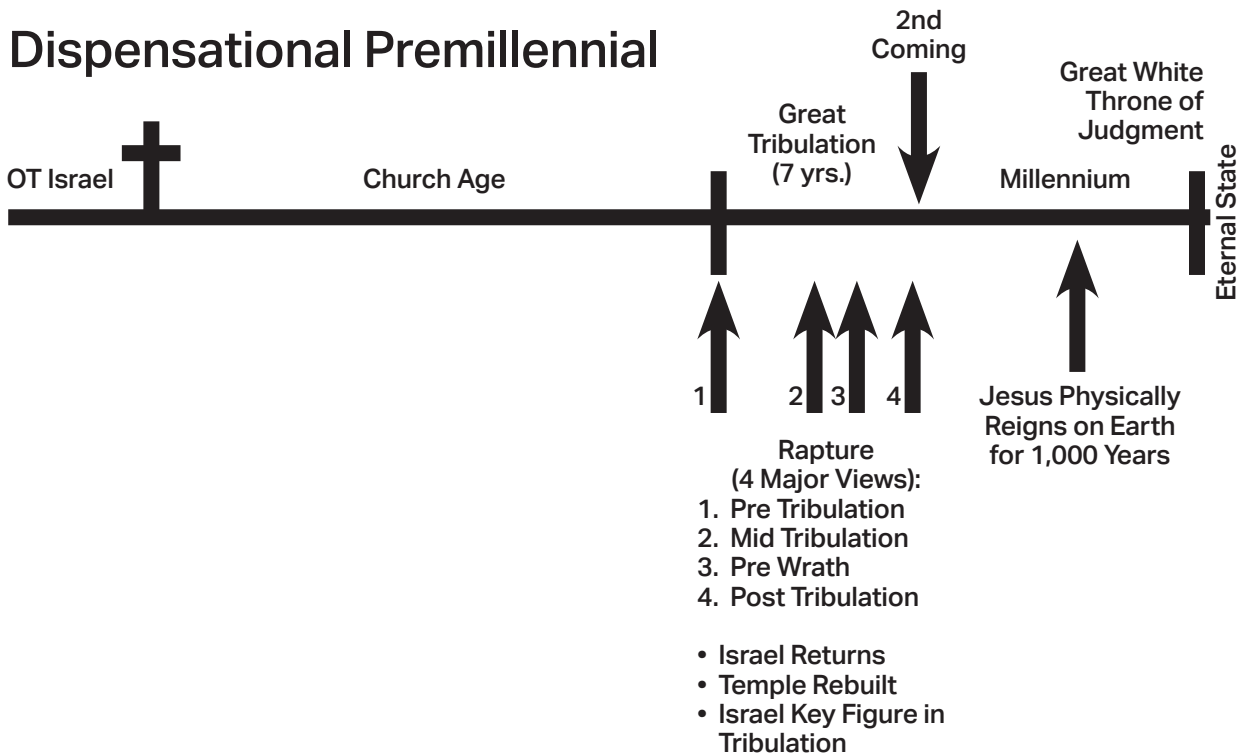 Dispensational Premillennial
2nd
Coming
Great White
Throne of
Judgment
Great
Tribulation
(7 yrs.)
OT Israel
Church Age
Millennium
Eternal State
1
2
3
4
Jesus Physically
Reigns on Earth
for 1,000 Years
Rapture
(4 Major Views):
1. Pre Tribulation
2. Mid Tribulation
3. Pre Wrath
4. Post Tribulation
• Israel Returns
• Temple Rebuilt
• Israel Key Figure in
Tribulation